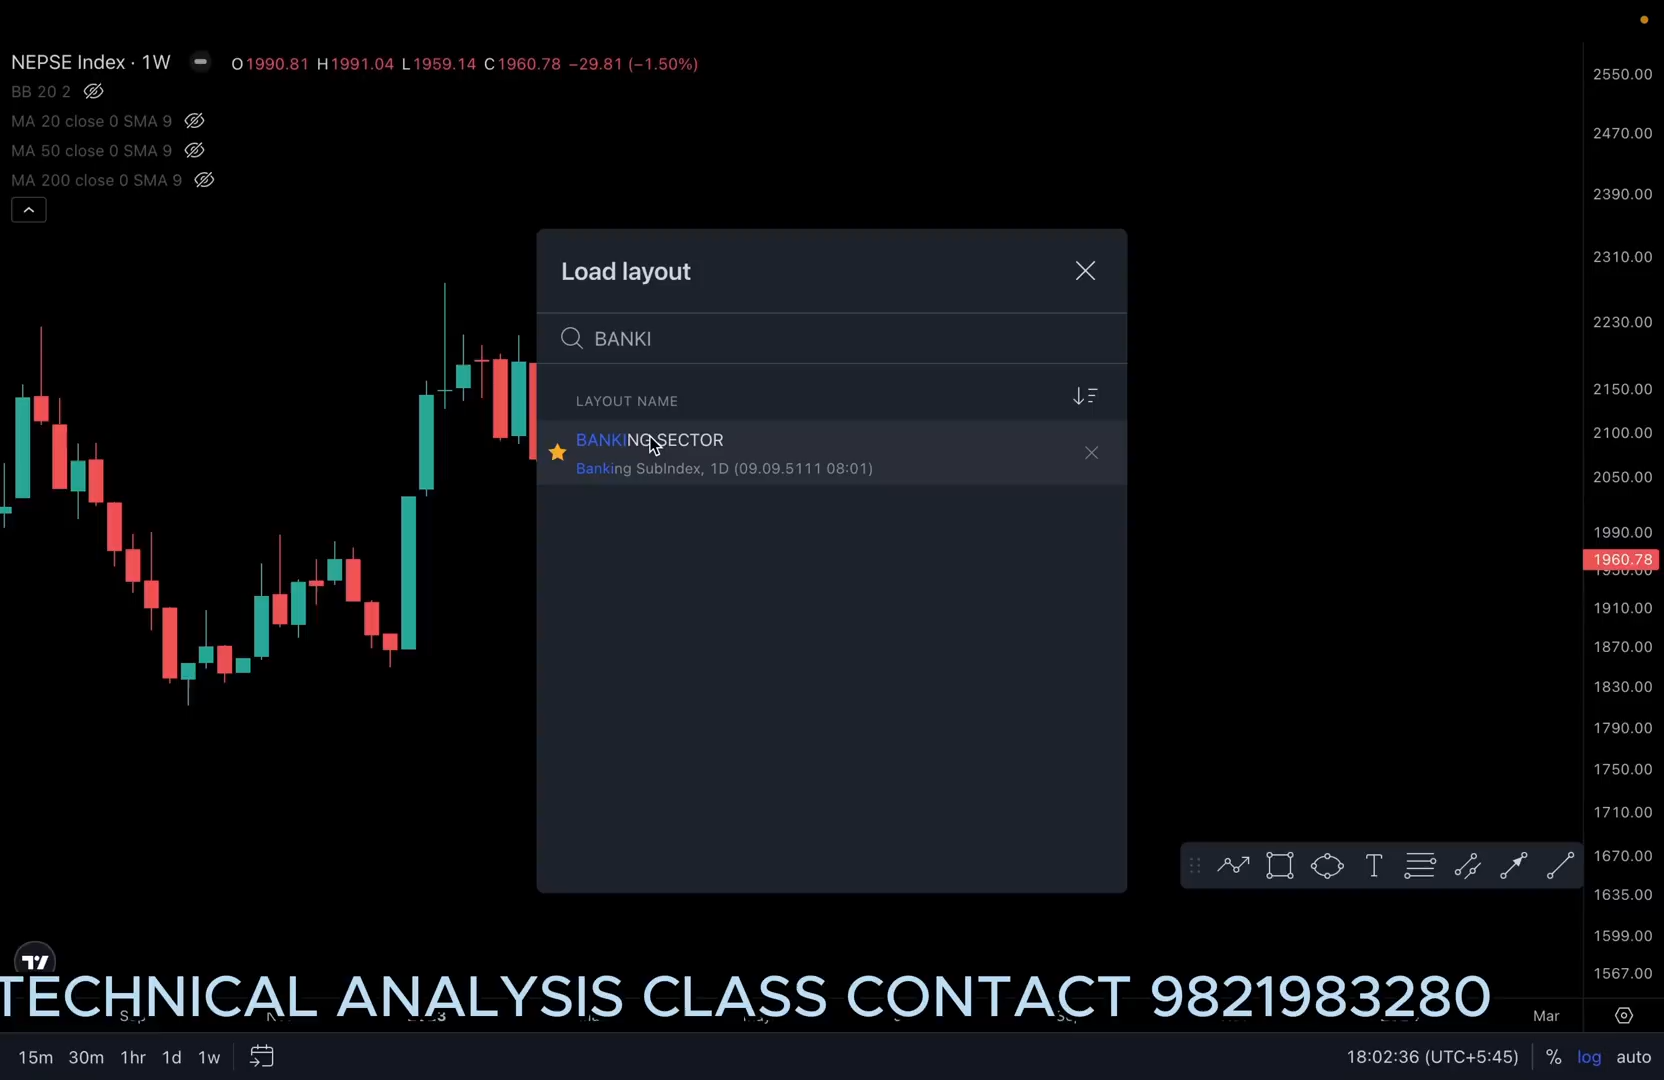 NEPSE Index · 1W
O1990.81 H1991.04 L1959.14 C1960.78 −29.81 (−1.50%)
BB 20 2
MA 20 close 0 SMA 9
MA 50 close 0 SMA 9
MA 200 close 0 SMA 9
Load layout
BANKI
LAYOUT NAME
BANKING SECTOR
Banking SubIndex, 1D (09.09.5111 08:01)
2550.00
2470.00
2390.00
2310.00
2230.00
2150.00
2100.00
2050.00
1990.00
1960.78
1910.00
1870.00
1830.00
1790.00
1750.00
1710.00
1670.00
1635.00
1599.00
1567.00
TECHNICAL ANALYSIS CLASS CONTACT 9821983280
Mar
15m 30m 1hr 1d 1w
18:02:36 (UTC+5:45) % log auto